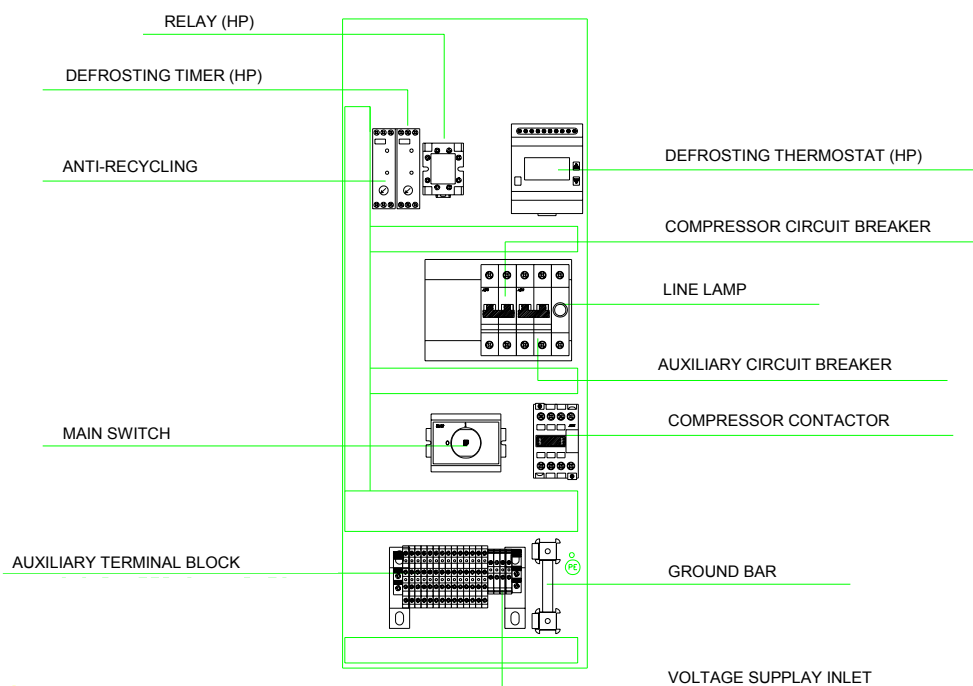 RELAY (HP)
DEFROSTING TIMER (HP)
ANTI-RECYCLING
DEFROSTING THERMOSTAT (HP)
COMPRESSOR CIRCUIT BREAKER
LINE LAMP
AUXILIARY CIRCUIT BREAKER
COMPRESSOR CONTACTOR
MAIN SWITCH
AUXILIARY TERMINAL BLOCK
PE
GROUND BAR
VOLTAGE SUPPLAY INLET